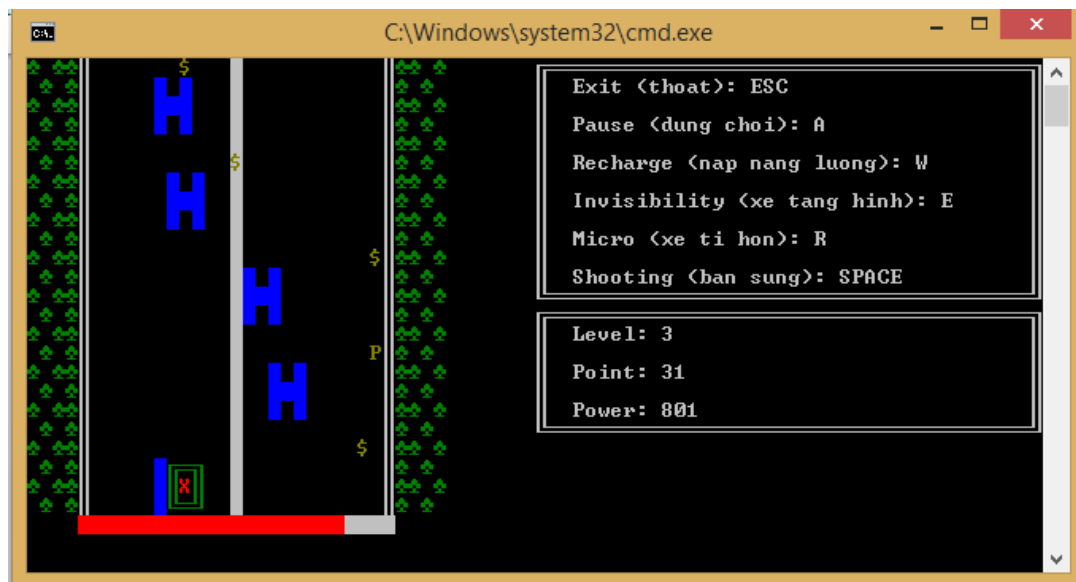 C:\Windows\system32\cmd.exe
Exit (thoat): ESC
Pause (dung choi): A
Recharge (nap nang luong): W
Invisibility (xe tang hinh): E
Micro (xe ti hon): R
Shooting (ban sung): SPACE
Level: 3
Point: 31
Power: 801
$
$
$
P
$
X